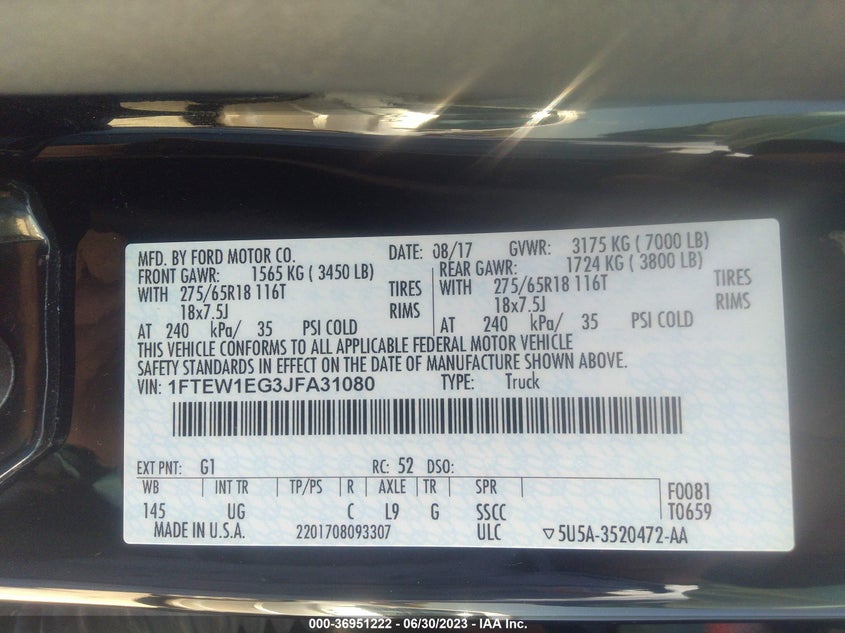 MFD. BY FORD MOTOR CO. DATE: 08/17 GVWR: 3175 KG ( 7000 LB)
FRONT GAWR: 1565 KG ( 3450 LB) REAR GAWR: 1724 KG ( 3800 LB)
WITH 275/65R18 116T TIRES WITH 275/65R18 116T TIRES
18x7.5J RIMS 18x7.5J RIMS
AT 240 kPa/ 35 PSI COLD AT 240 kPa/ 35 PSI COLD
THIS VEHICLE CONFORMS TO ALL APPLICABLE FEDERAL MOTOR VEHICLE
SAFETY STANDARDS IN EFFECT ON THE DATE OF MANUFACTURE SHOWN ABOVE.
VIN: 1FTEW1EG3JFA31080 TYPE: Truck
EXT PNT: G1 RC: 52 DSO:
WB INT TR TP/PS R AXLE TR SPR F0081
145 UG C L9 G SSCC T0659
MADE IN U.S.A. 2201708093307 ULC ▽5U5A-3520472-AA
000-36951222 - 06/30/2023 - IAA Inc.